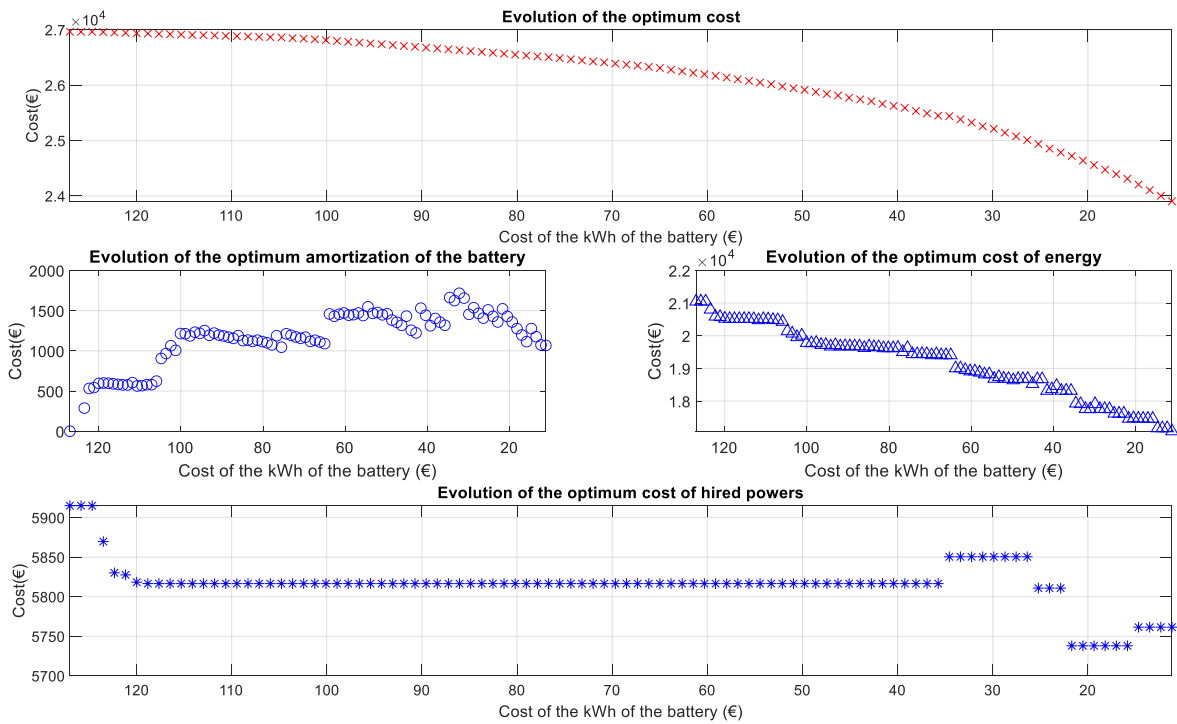 Evolution of the optimum cost
×10⁴
Cost(€)
2.7
2.6
2.5
2.4
120 110 100 90 80 70 60 50 40 30 20
Cost of the kWh of the battery (€)
Evolution of the optimum amortization of the battery
Cost(€)
2000
1500
1000
500
0
120 100 80 60 40 20
Cost of the kWh of the battery (€)
Evolution of the optimum cost of energy
×10⁴
Cost(€)
2.2
2.1
2
1.9
1.8
120 100 80 60 40 20
Cost of the kWh of the battery (€)
Evolution of the optimum cost of hired powers
Cost(€)
5900
5850
5800
5750
5700
120 110 100 90 80 70 60 50 40 30 20
Cost of the kWh of the battery (€)